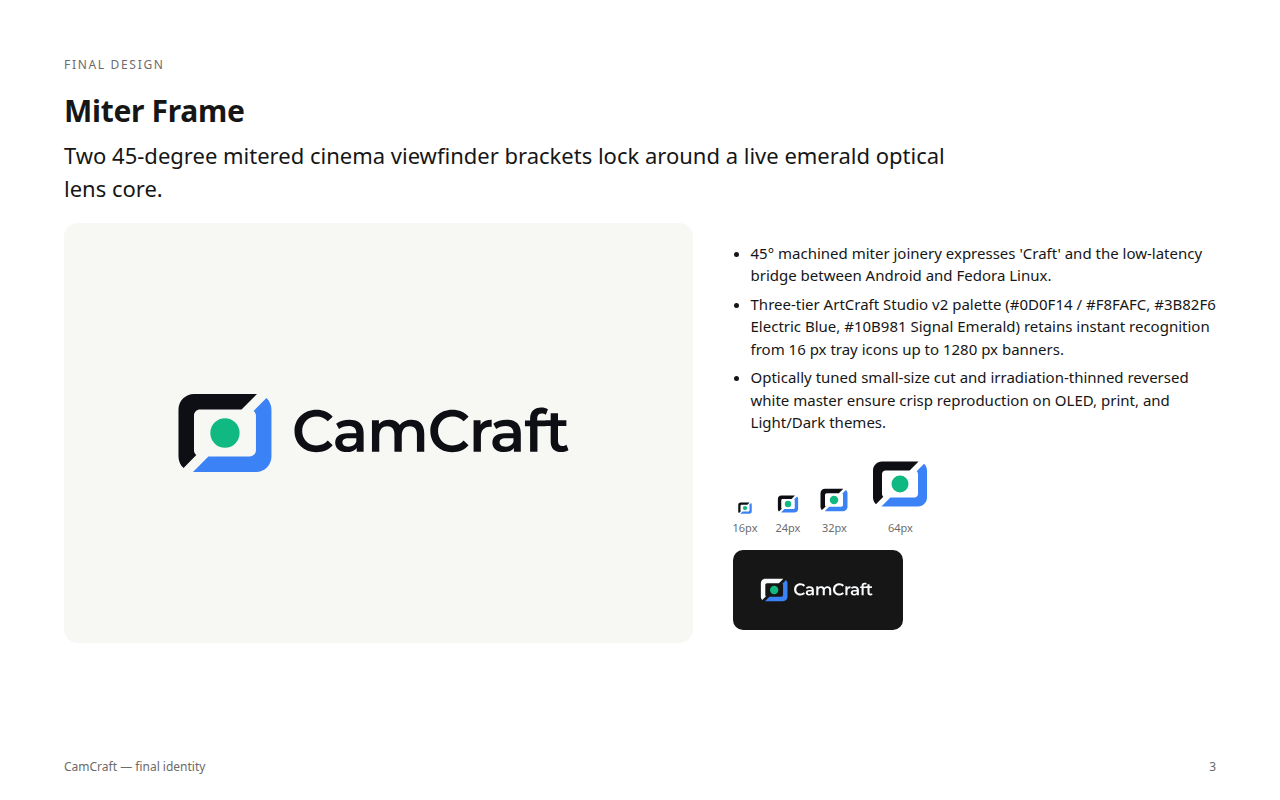 FINAL DESIGN
Miter Frame
Two 45-degree mitered cinema viewfinder brackets lock around a live emerald optical
lens core.
CamCraft
• 45° machined miter joinery expresses 'Craft' and the low-latency
bridge between Android and Fedora Linux.
• Three-tier ArtCraft Studio v2 palette (#0D0F14 / #F8FAFC, #3B82F6
Electric Blue, #10B981 Signal Emerald) retains instant recognition
from 16 px tray icons up to 1280 px banners.
• Optically tuned small-size cut and irradiation-thinned reversed
white master ensure crisp reproduction on OLED, print, and
Light/Dark themes.
16px 24px 32px 64px
CamCraft
CamCraft — final identity 3